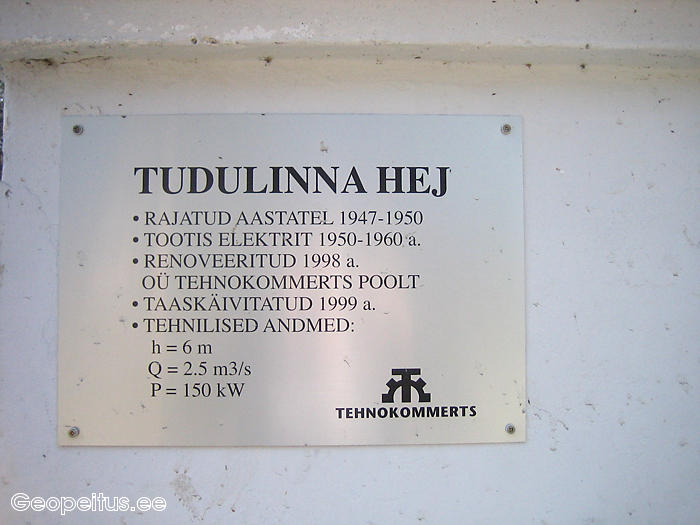 TUDULINNA HEJ
• RAJATUD AASTATEL 1947-1950
• TOOTIS ELEKTRIT 1950-1960 a.
• RENOVEERITUD 1998 a.
OÜ TEHNOKOMMERTS POOLT
• TAASKÄIVITATUD 1999 a.
• TEHNILISED ANDMED:
h = 6 m
Q = 2.5 m3/s
P = 150 kW
TEHNOKOMMERTS
Geopeitus.ee